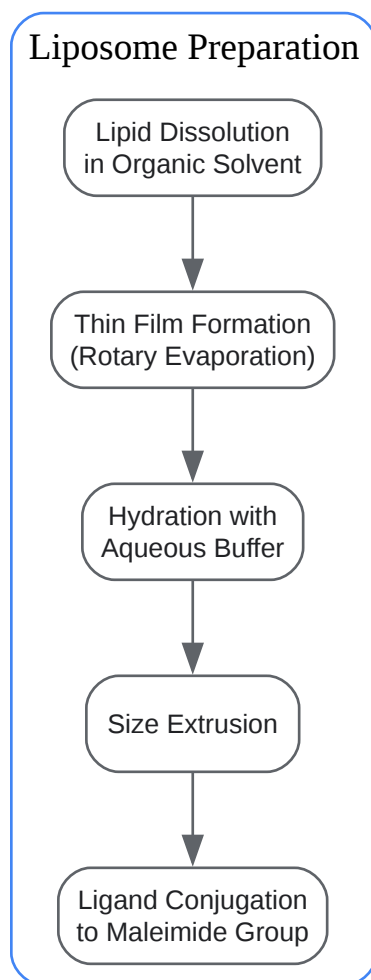 Liposome Preparation
Lipid Dissolution
in Organic Solvent
Thin Film Formation
(Rotary Evaporation)
Hydration with
Aqueous Buffer
Size Extrusion
Ligand Conjugation
to Maleimide Group